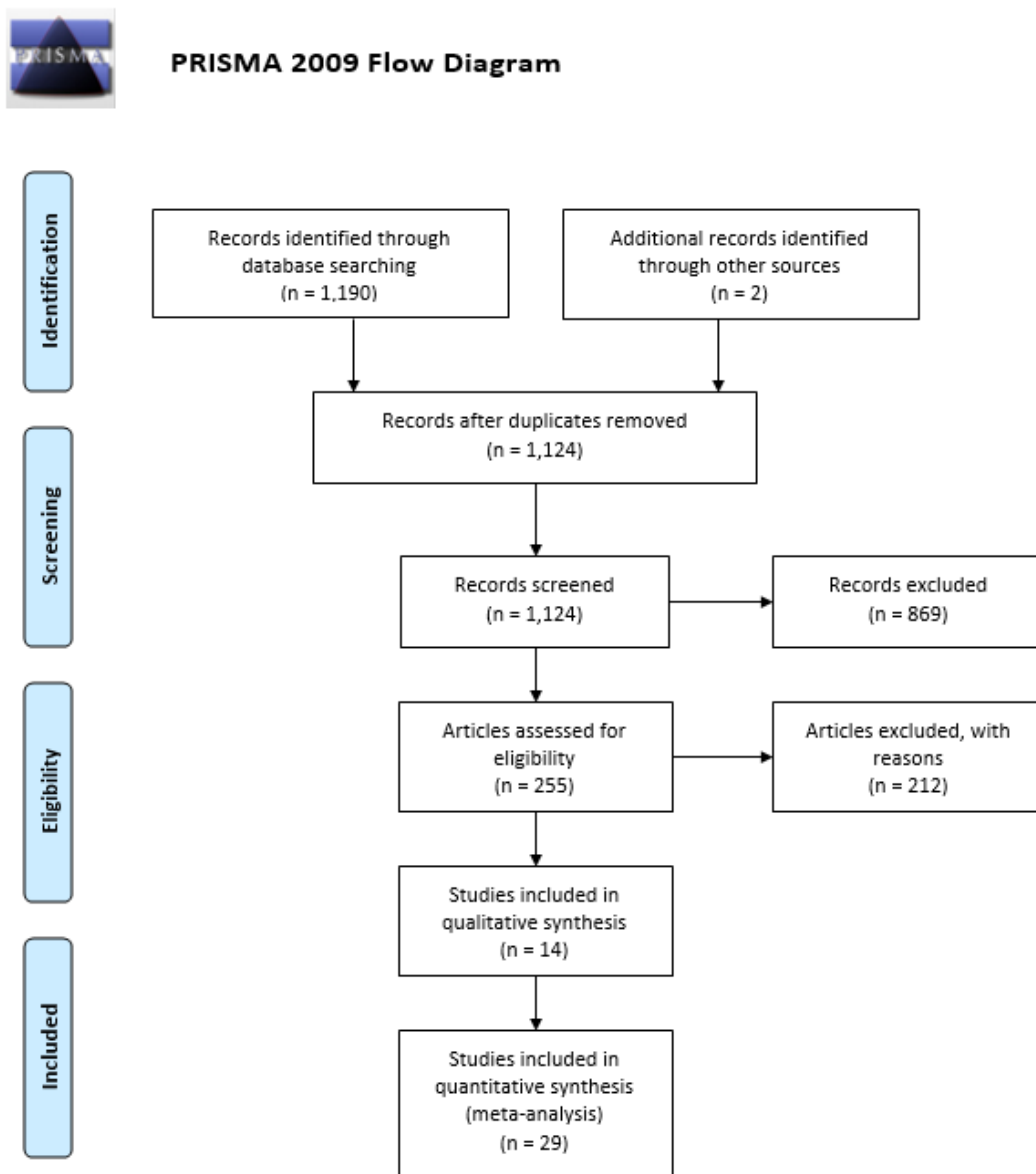 PRISMA
PRISMA 2009 Flow Diagram
Identification
Records identified through
database searching
(n = 1,190)
Additional records identified
through other sources
(n = 2)
Records after duplicates removed
(n = 1,124)
Screening
Records screened
(n = 1,124)
Records excluded
(n = 869)
Eligibility
Articles assessed for
eligibility
(n = 255)
Articles excluded, with
reasons
(n = 212)
Studies included in
qualitative synthesis
(n = 14)
Included
Studies included in
quantitative synthesis
(meta-analysis)
(n = 29)